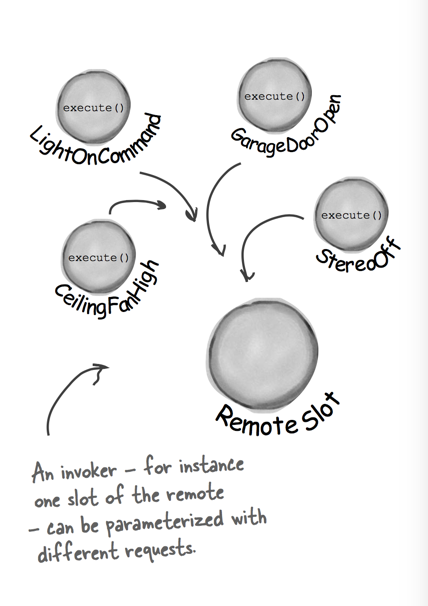 execute()
LightOnCommand
execute()
GarageDoorOpen
execute()
CeilingFanHigh
execute()
StereoOff
Remote Slot
An invoker – for instance
one slot of the remote
– can be parameterized with
different requests.